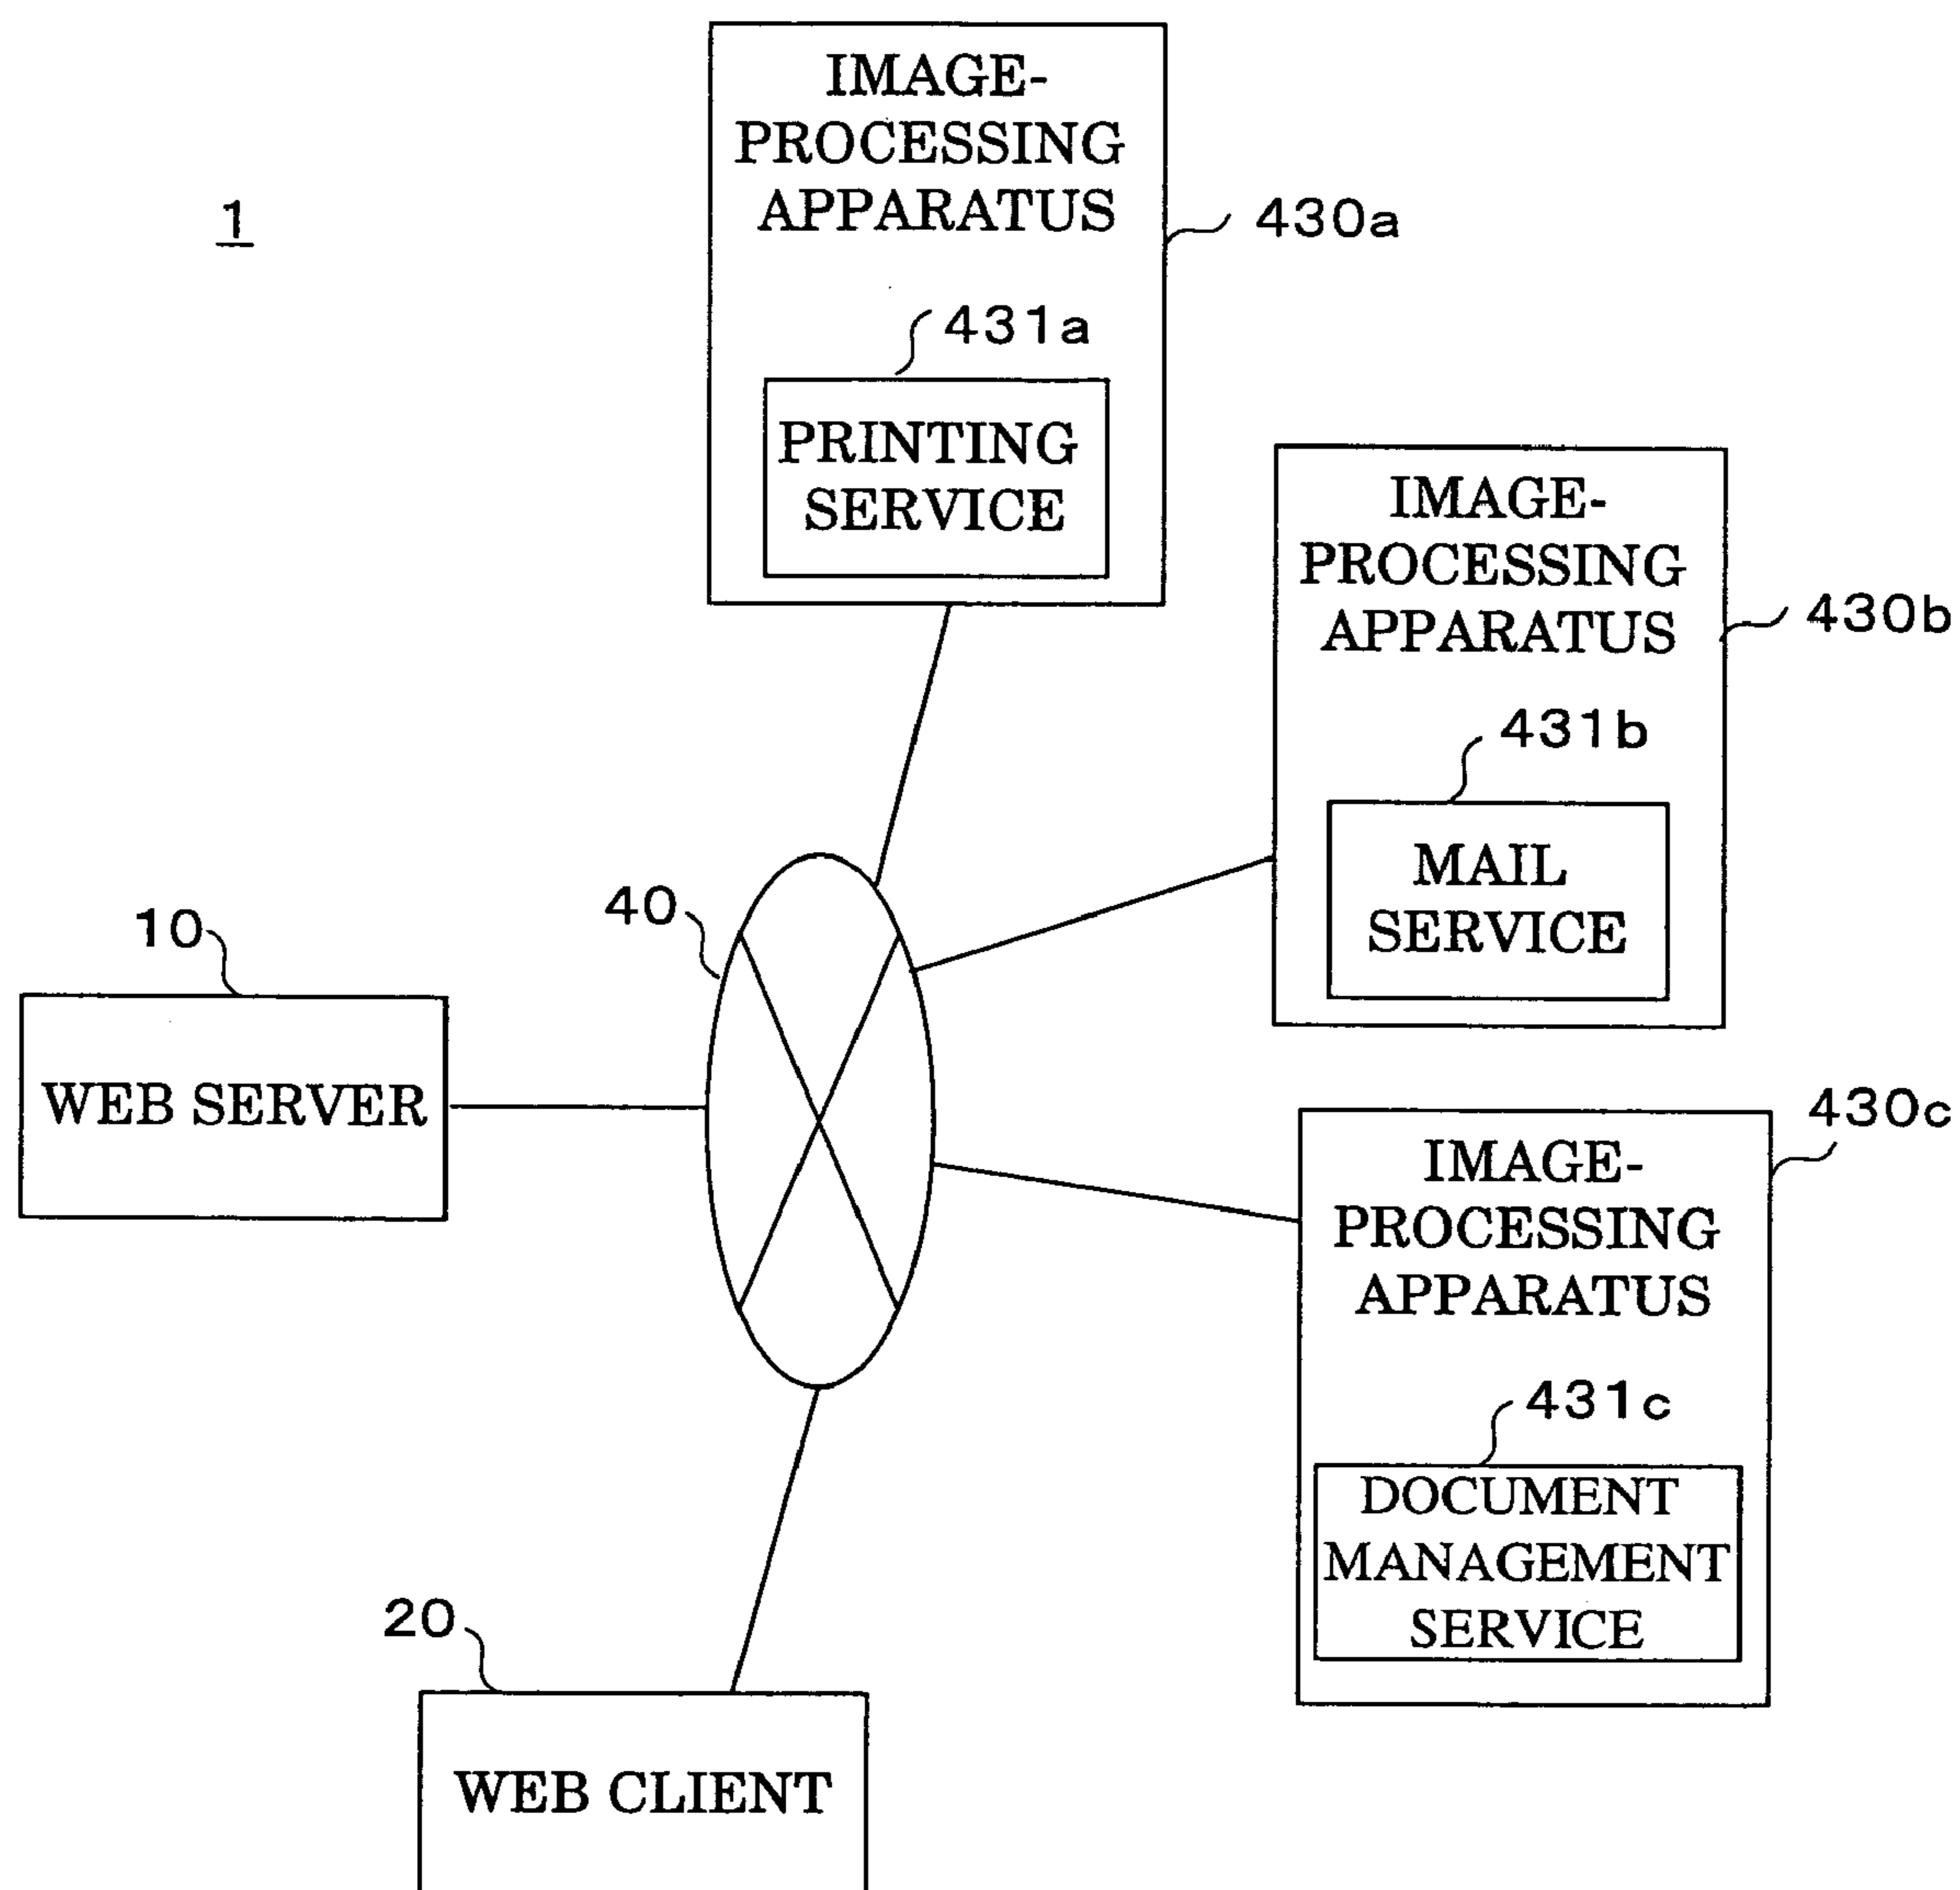 1
IMAGE-
PROCESSING
APPARATUS
430a
431a
PRINTING
SERVICE
IMAGE-
PROCESSING
APPARATUS
430b
431b
MAIL
SERVICE
40
10
WEB SERVER
430c
IMAGE-
PROCESSING
APPARATUS
431c
DOCUMENT
MANAGEMENT
SERVICE
20
WEB CLIENT